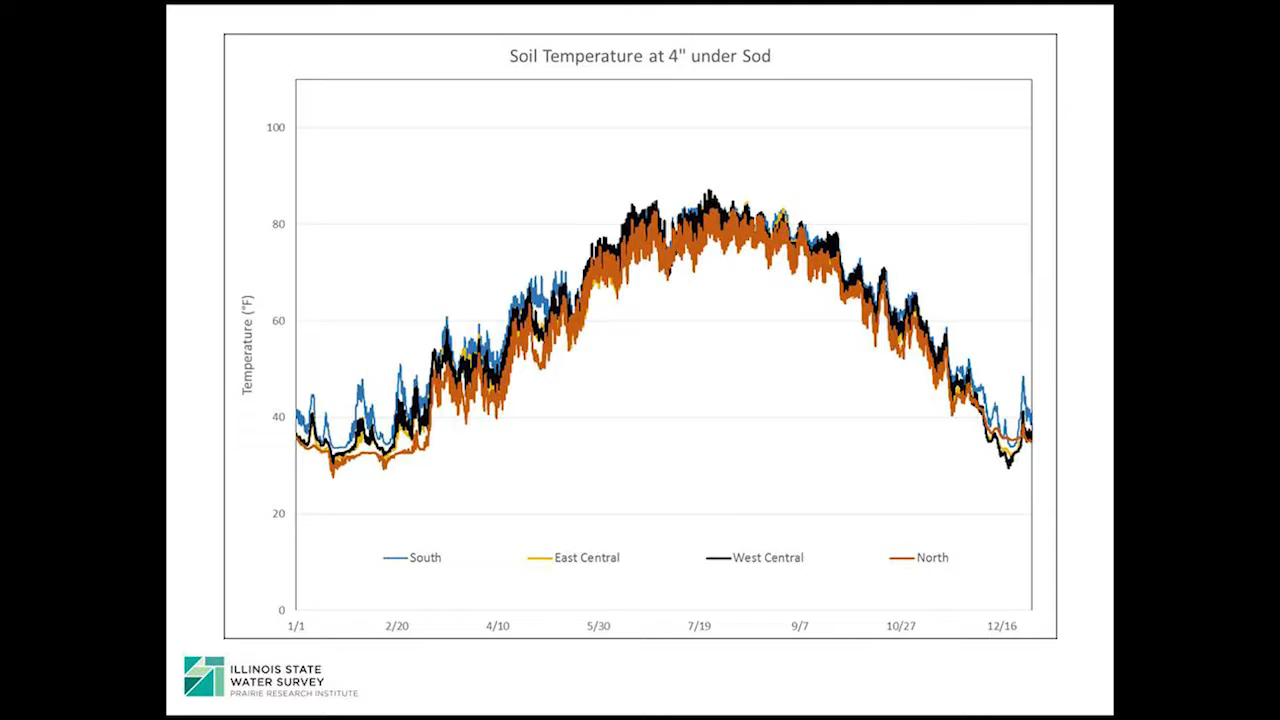 Soil Temperature at 4" under Sod
100
80
60
40
20
0
Temperature (°F)
South East Central West Central North
1/1 2/20 4/10 5/30 7/19 9/7 10/27 12/16
ILLINOIS STATE
WATER SURVEY
PRAIRIE RESEARCH INSTITUTE